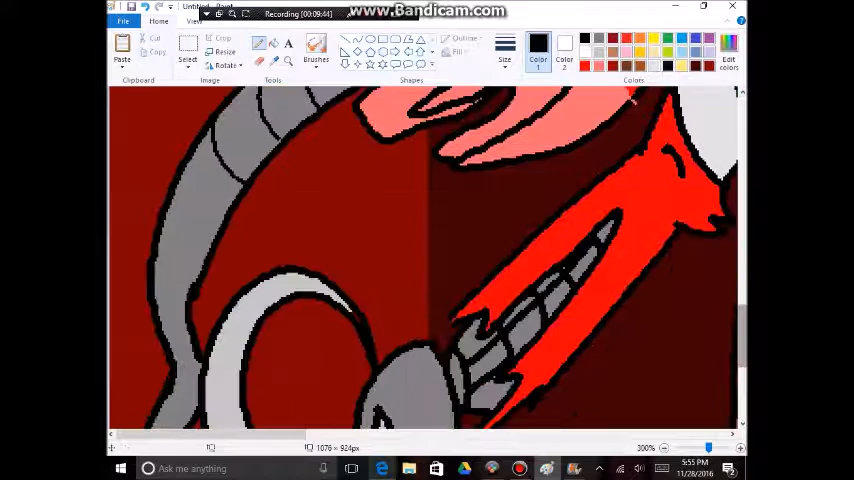 Untitled - Paint
Recording [00:09:44]
www.Bandicam.com
File
Home
View
Paste
Cut
Copy
Clipboard
Select
Crop
Resize
Rotate
Image
Tools
Brushes
Shapes
Outline
Fill
Size
Color 1
Color 2
Edit colors
Colors
1076 × 924px
300%
Ask me anything
5:55 PM
11/28/2016